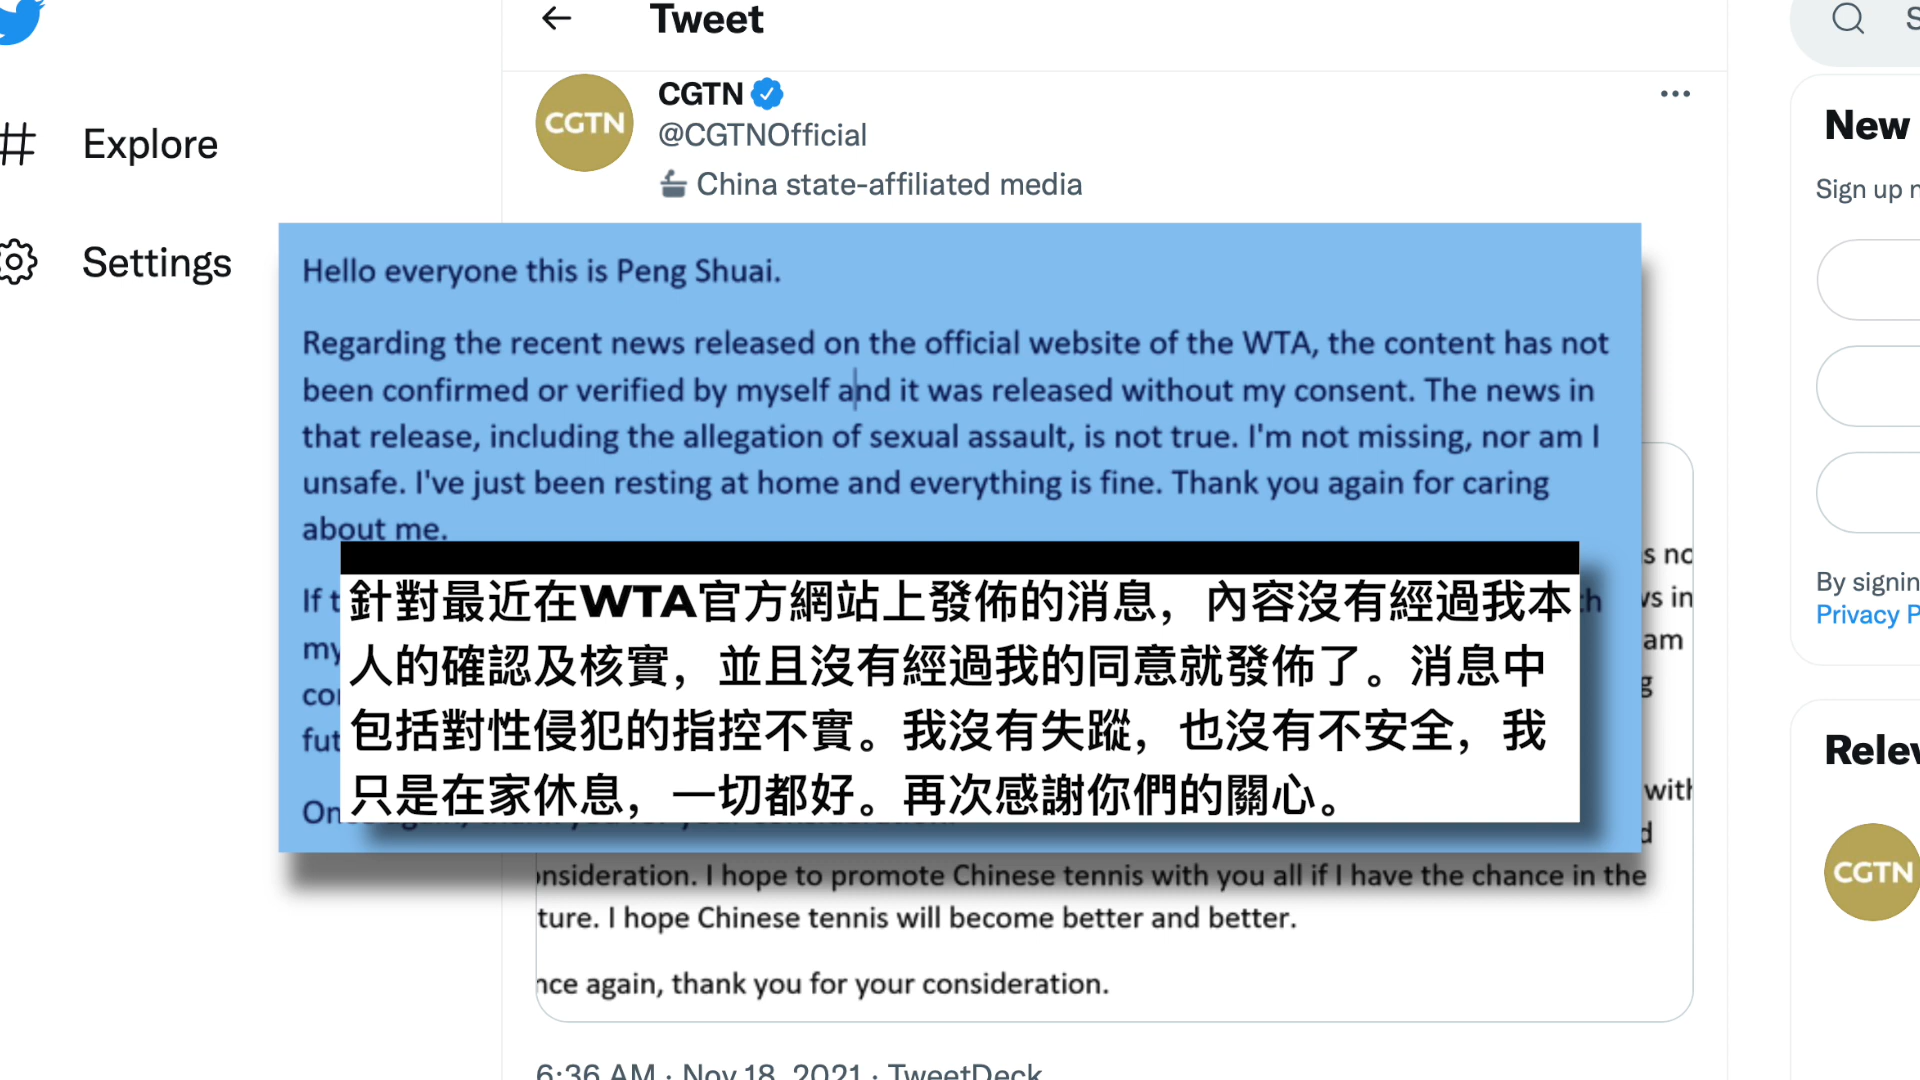 Tweet
S
CGTN
CGTN
@CGTNOfficial
China state-affiliated media
Explore
Settings
New
Sign up
Hello everyone this is Peng Shuai.
Regarding the recent news released on the official website of the WTA, the content has not
been confirmed or verified by myself and it was released without my consent. The news in
that release, including the allegation of sexual assault, is not true. I'm not missing, nor am I
unsafe. I've just been resting at home and everything is fine. Thank you again for caring
about me.
If
my
針對最近在WTA官方網站上發佈的消息，內容沒有經過我本
人的確認及核實，並且沒有經過我的同意就發佈了。消息中
包括對性侵犯的指控不實。我沒有失蹤，也沒有不安全，我
只是在家休息，一切都好。再次感謝你們的關心。
in
am
with
nsideration. I hope to promote Chinese tennis with you all if I have the chance in the
ture. I hope Chinese tennis will become better and better.
nce again, thank you for your consideration.
6:36 AM · Nov 18, 2021 · TweetDeck
By signin
Privacy P
Relev
CGTN